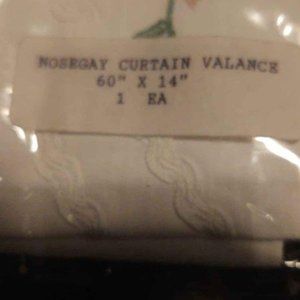 NOSEGAY CURTAIN VALANCE
60" X 14"
1 EA